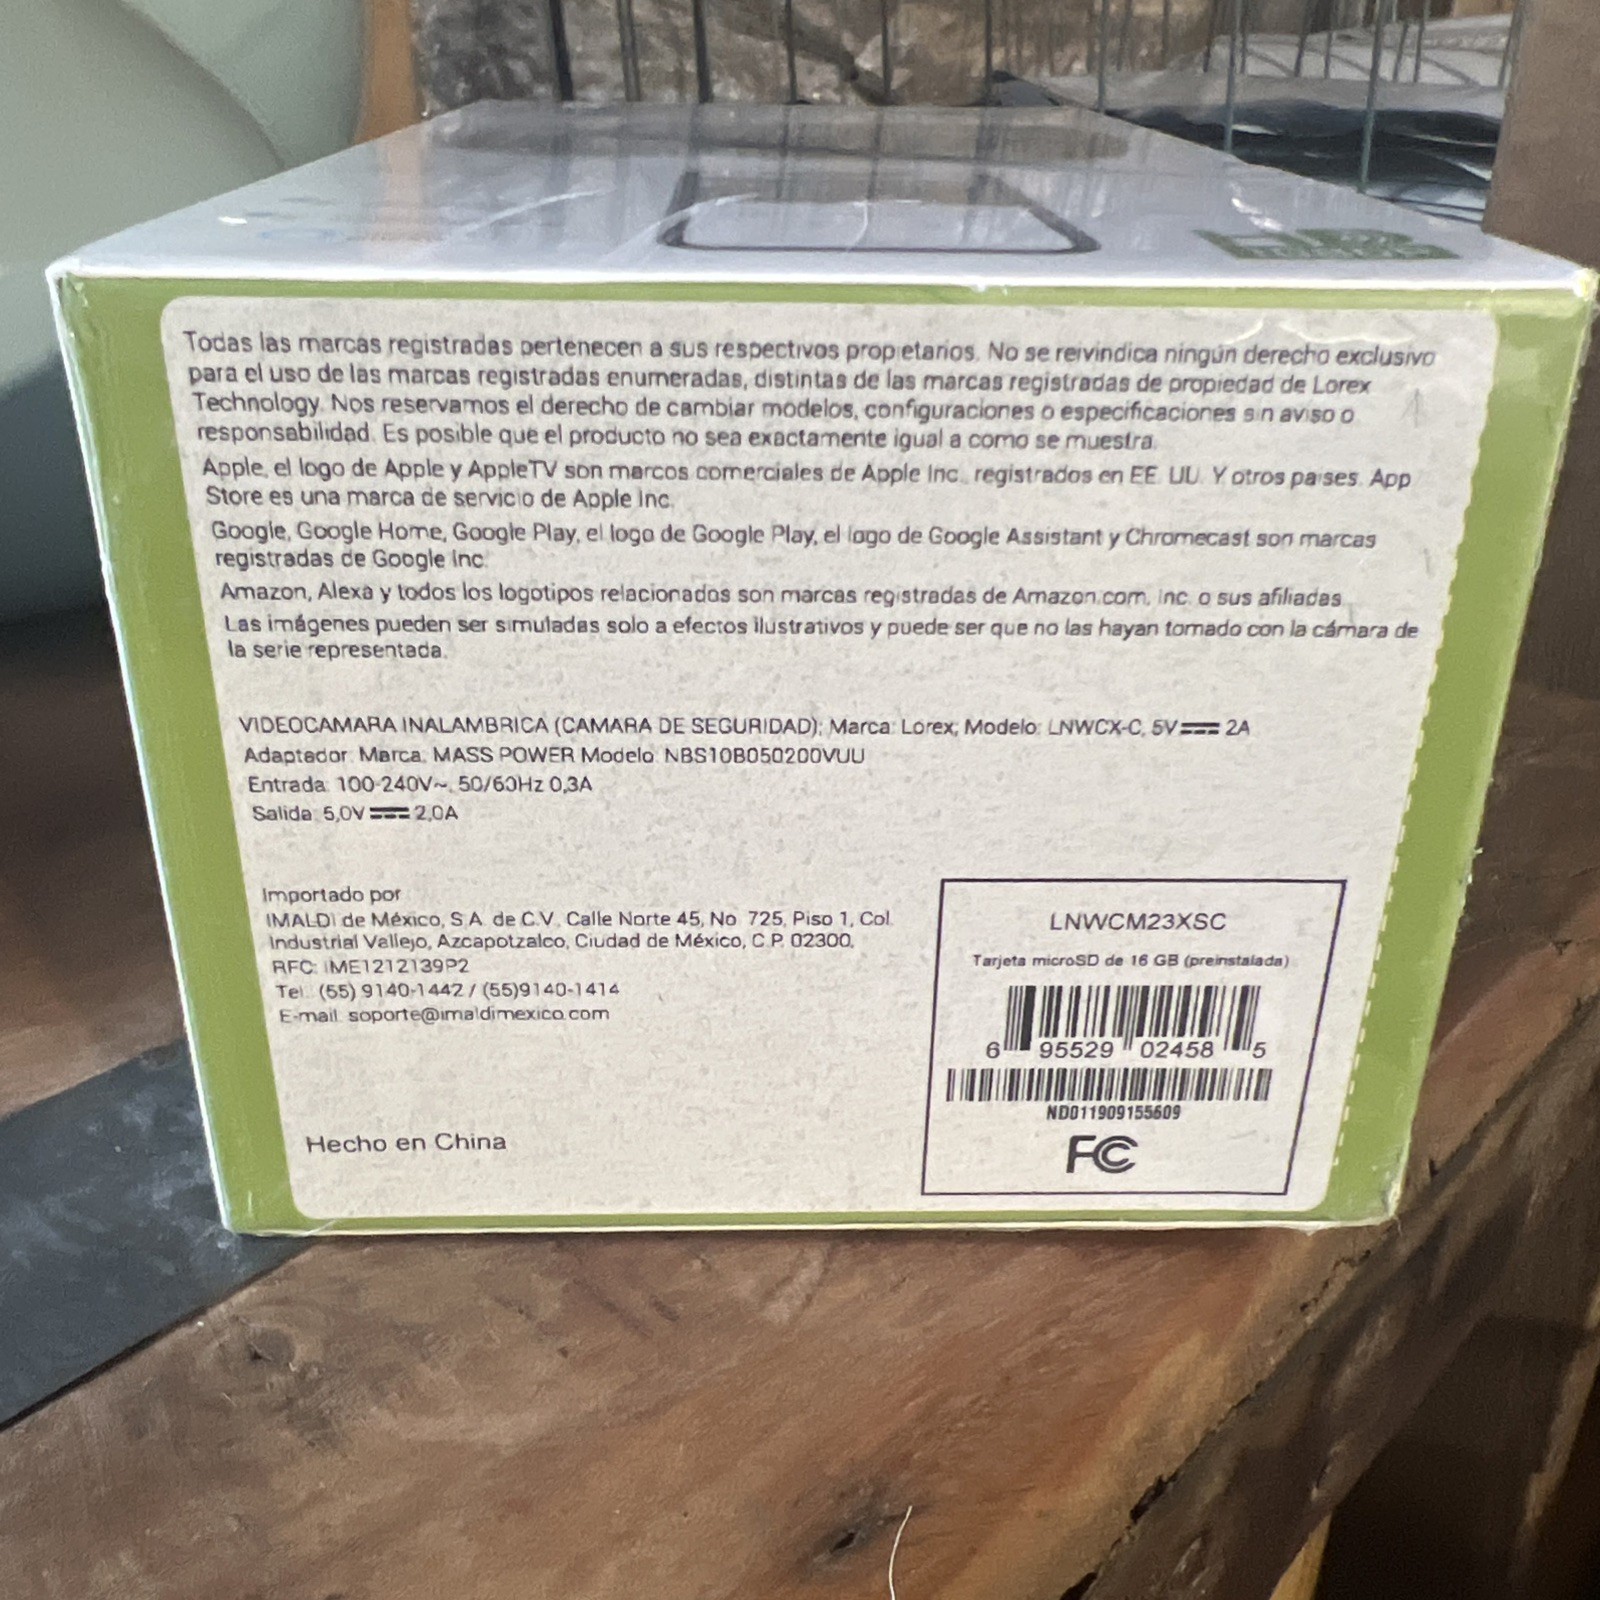 Todas las marcas registradas pertenecen a sus respectivos propietarios. No se reivindica ningún derecho exclusivo
para el uso de las marcas registradas enumeradas, distintas de las marcas registradas de propiedad de Lorex
Technology. Nos reservamos el derecho de cambiar modelos, configuraciones o especificaciones sin aviso o
responsabilidad. Es posible que el producto no sea exactamente igual a como se muestra.
Apple, el logo de Apple y AppleTV son marcos comerciales de Apple Inc., registrados en EE. UU. Y otros paises. App
Store es una marca de servicio de Apple Inc.
Google, Google Home, Google Play, el logo de Google Play, el logo de Google Assistant y Chromecast son marcas
registradas de Google Inc.
Amazon, Alexa y todos los logotipos relacionados son marcas registradas de Amazon.com, Inc. o sus afiliadas.
Las imágenes pueden ser simuladas solo a efectos ilustrativos y puede ser que no las hayan tomado con la cámara de
la serie representada.
VIDEOCAMARA INALAMBRICA (CAMARA DE SEGURIDAD); Marca: Lorex; Modelo: LNWCX-C, 5V⎓2A
Adaptador: Marca: MASS POWER Modelo: NBS10B050200VUU
Entrada: 100-240V~, 50/60Hz 0,3A
Salida: 5,0V⎓2,0A
Importado por
IMALDI de México, S.A. de C.V. Calle Norte 45, No. 725, Piso 1, Col.
Industrial Vallejo, Azcapotzalco, Ciudad de México, C.P. 02300.
RFC: IME1212139P2
Tel.: (55) 9140-1442 / (55)9140-1414
E-mail: soporte@imaldimexico.com
Hecho en China
LNWCM23XSC
Tarjeta microSD de 16 GB (preinstalada)
6 95529 02458 5
ND011909155609
FC